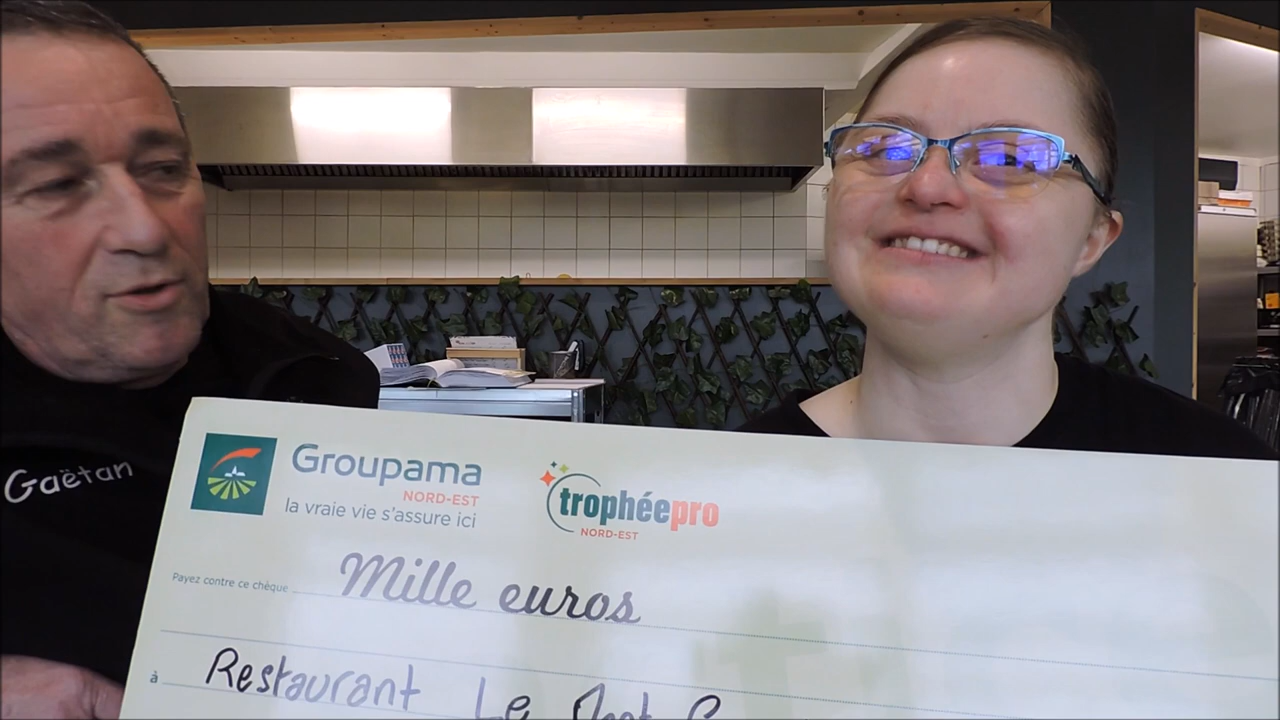 Gaëtan
Groupama
NORD-EST
la vraie vie s'assure ici
trophéepro
NORD-EST
Payez contre ce chèque Mille euros
à Restaurant Le